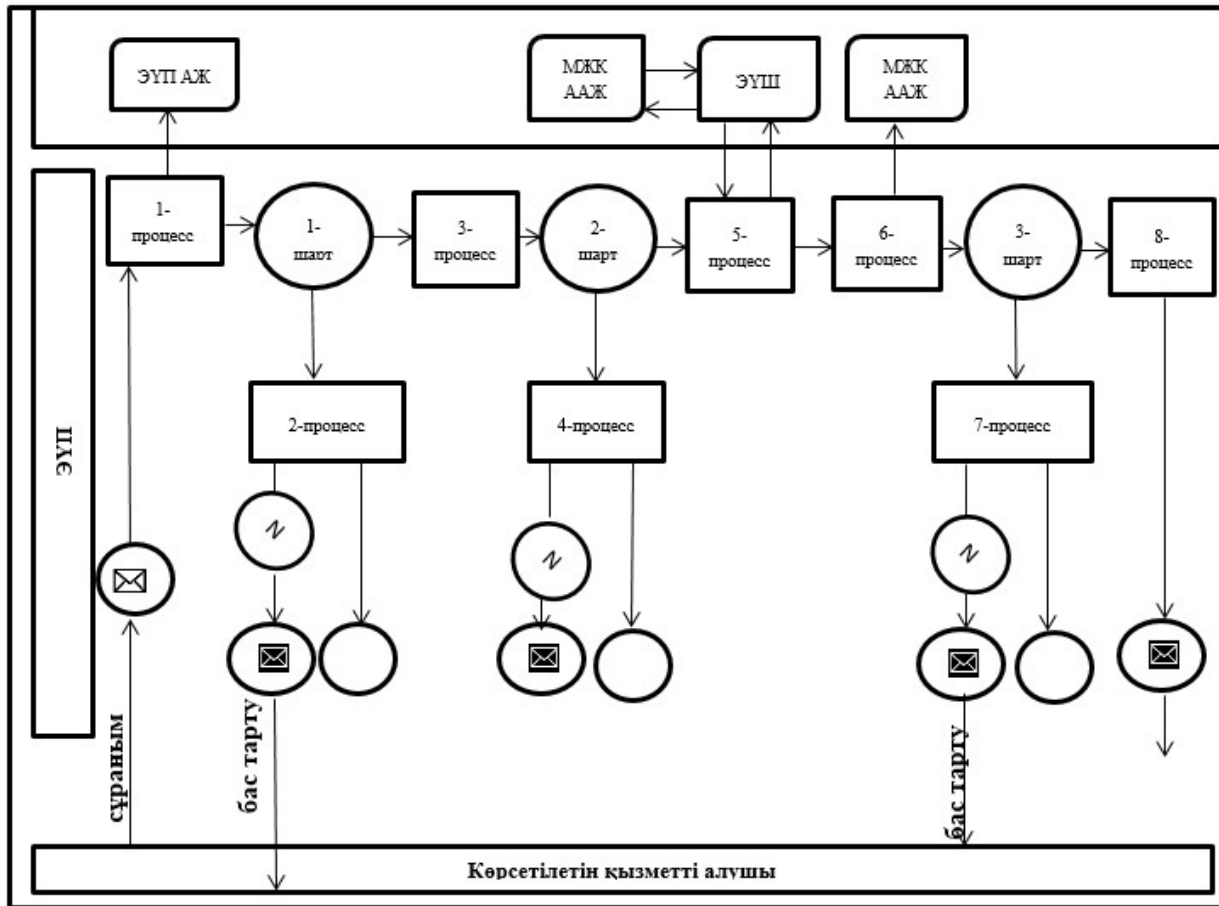 ЭҮП АЖ
МЖК
ААЖ
ЭҮШ
МЖК
ААЖ
ЭҮП
1-
процесс
1-
шарт
3-
процесс
2-
шарт
5-
процесс
6-
процесс
3-
шарт
8-
процесс
2-процесс
4-процесс
7-процесс
N
N
N
сұраным
бас тарту
бас тарту
Көрсетілетін қызметті алушы